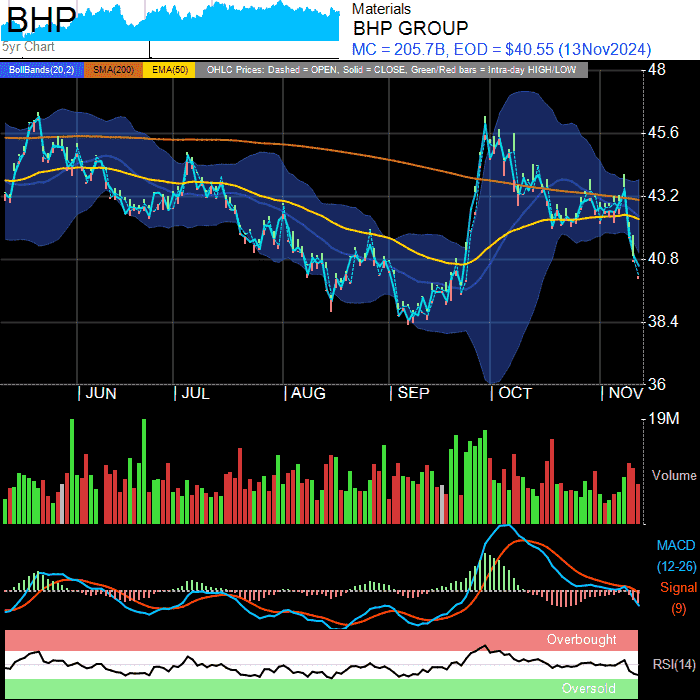 BHP
5yr Chart
Materials
BHP GROUP
MC = 205.7B, EOD = $40.55 (13Nov2024)
BollBands(20,2) SMA(200) EMA(50) OHLC Prices: Dashed = OPEN, Solid = CLOSE, Green/Red bars = Intra-day HIGH/LOW
48
45.6
43.2
40.8
38.4
36
JUN JUL AUG SEP OCT NOV
19M
Volume
MACD
(12-26)
Signal
(9)
Overbought
RSI(14)
Oversold